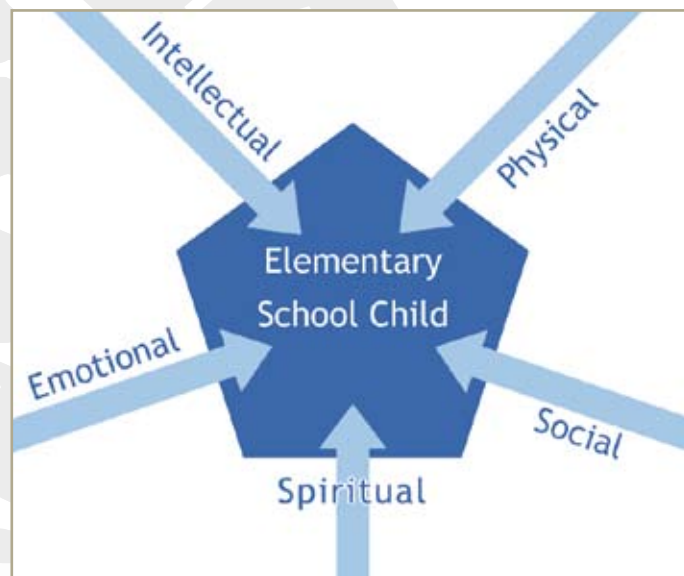 Intellectual
Physical
Elementary
School Child
Emotional
Social
Spiritual